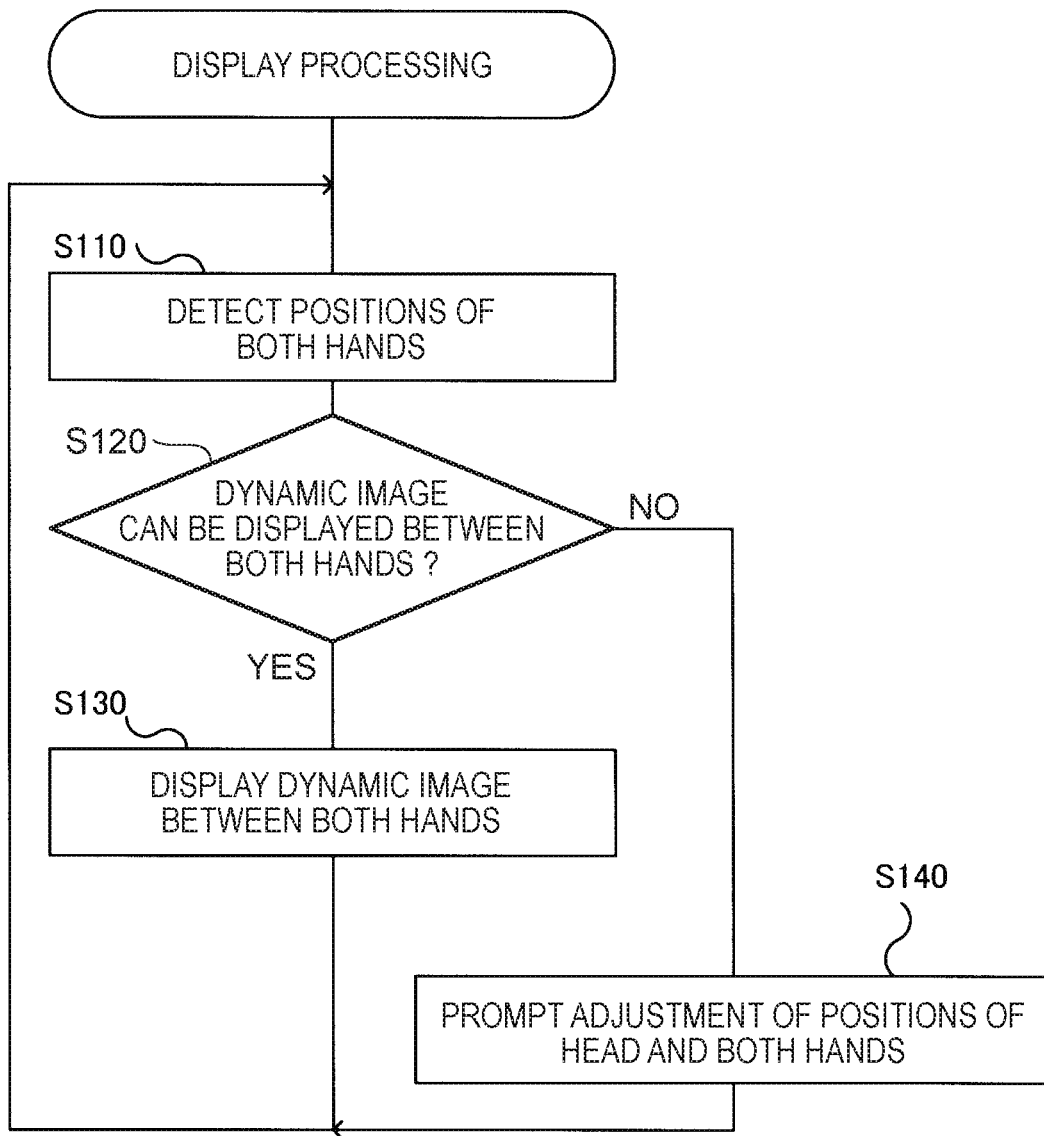 DISPLAY PROCESSING
S110
DETECT POSITIONS OF
BOTH HANDS
S120
DYNAMIC IMAGE
CAN BE DISPLAYED BETWEEN
BOTH HANDS ?
NO
YES
S130
DISPLAY DYNAMIC IMAGE
BETWEEN BOTH HANDS
S140
PROMPT ADJUSTMENT OF POSITIONS OF
HEAD AND BOTH HANDS